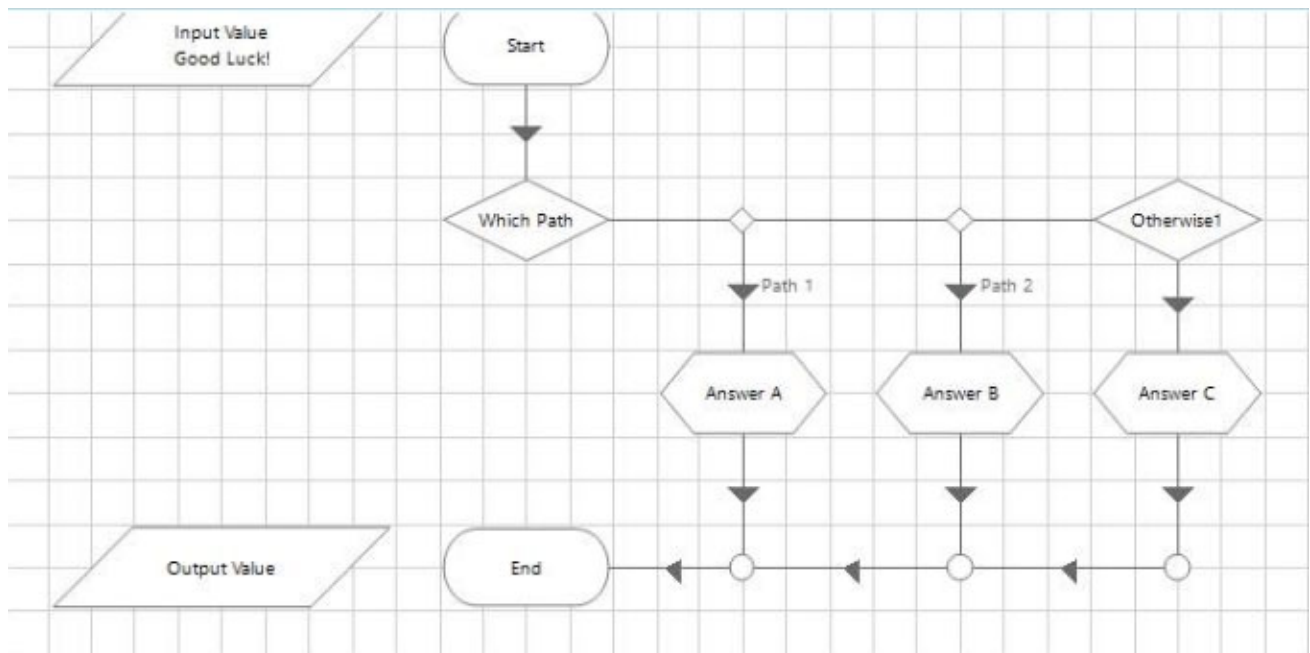 Input Value
Good Luck!
Start
Which Path
Otherwise1
Path 1
Path 2
Answer A
Answer B
Answer C
Output Value
End